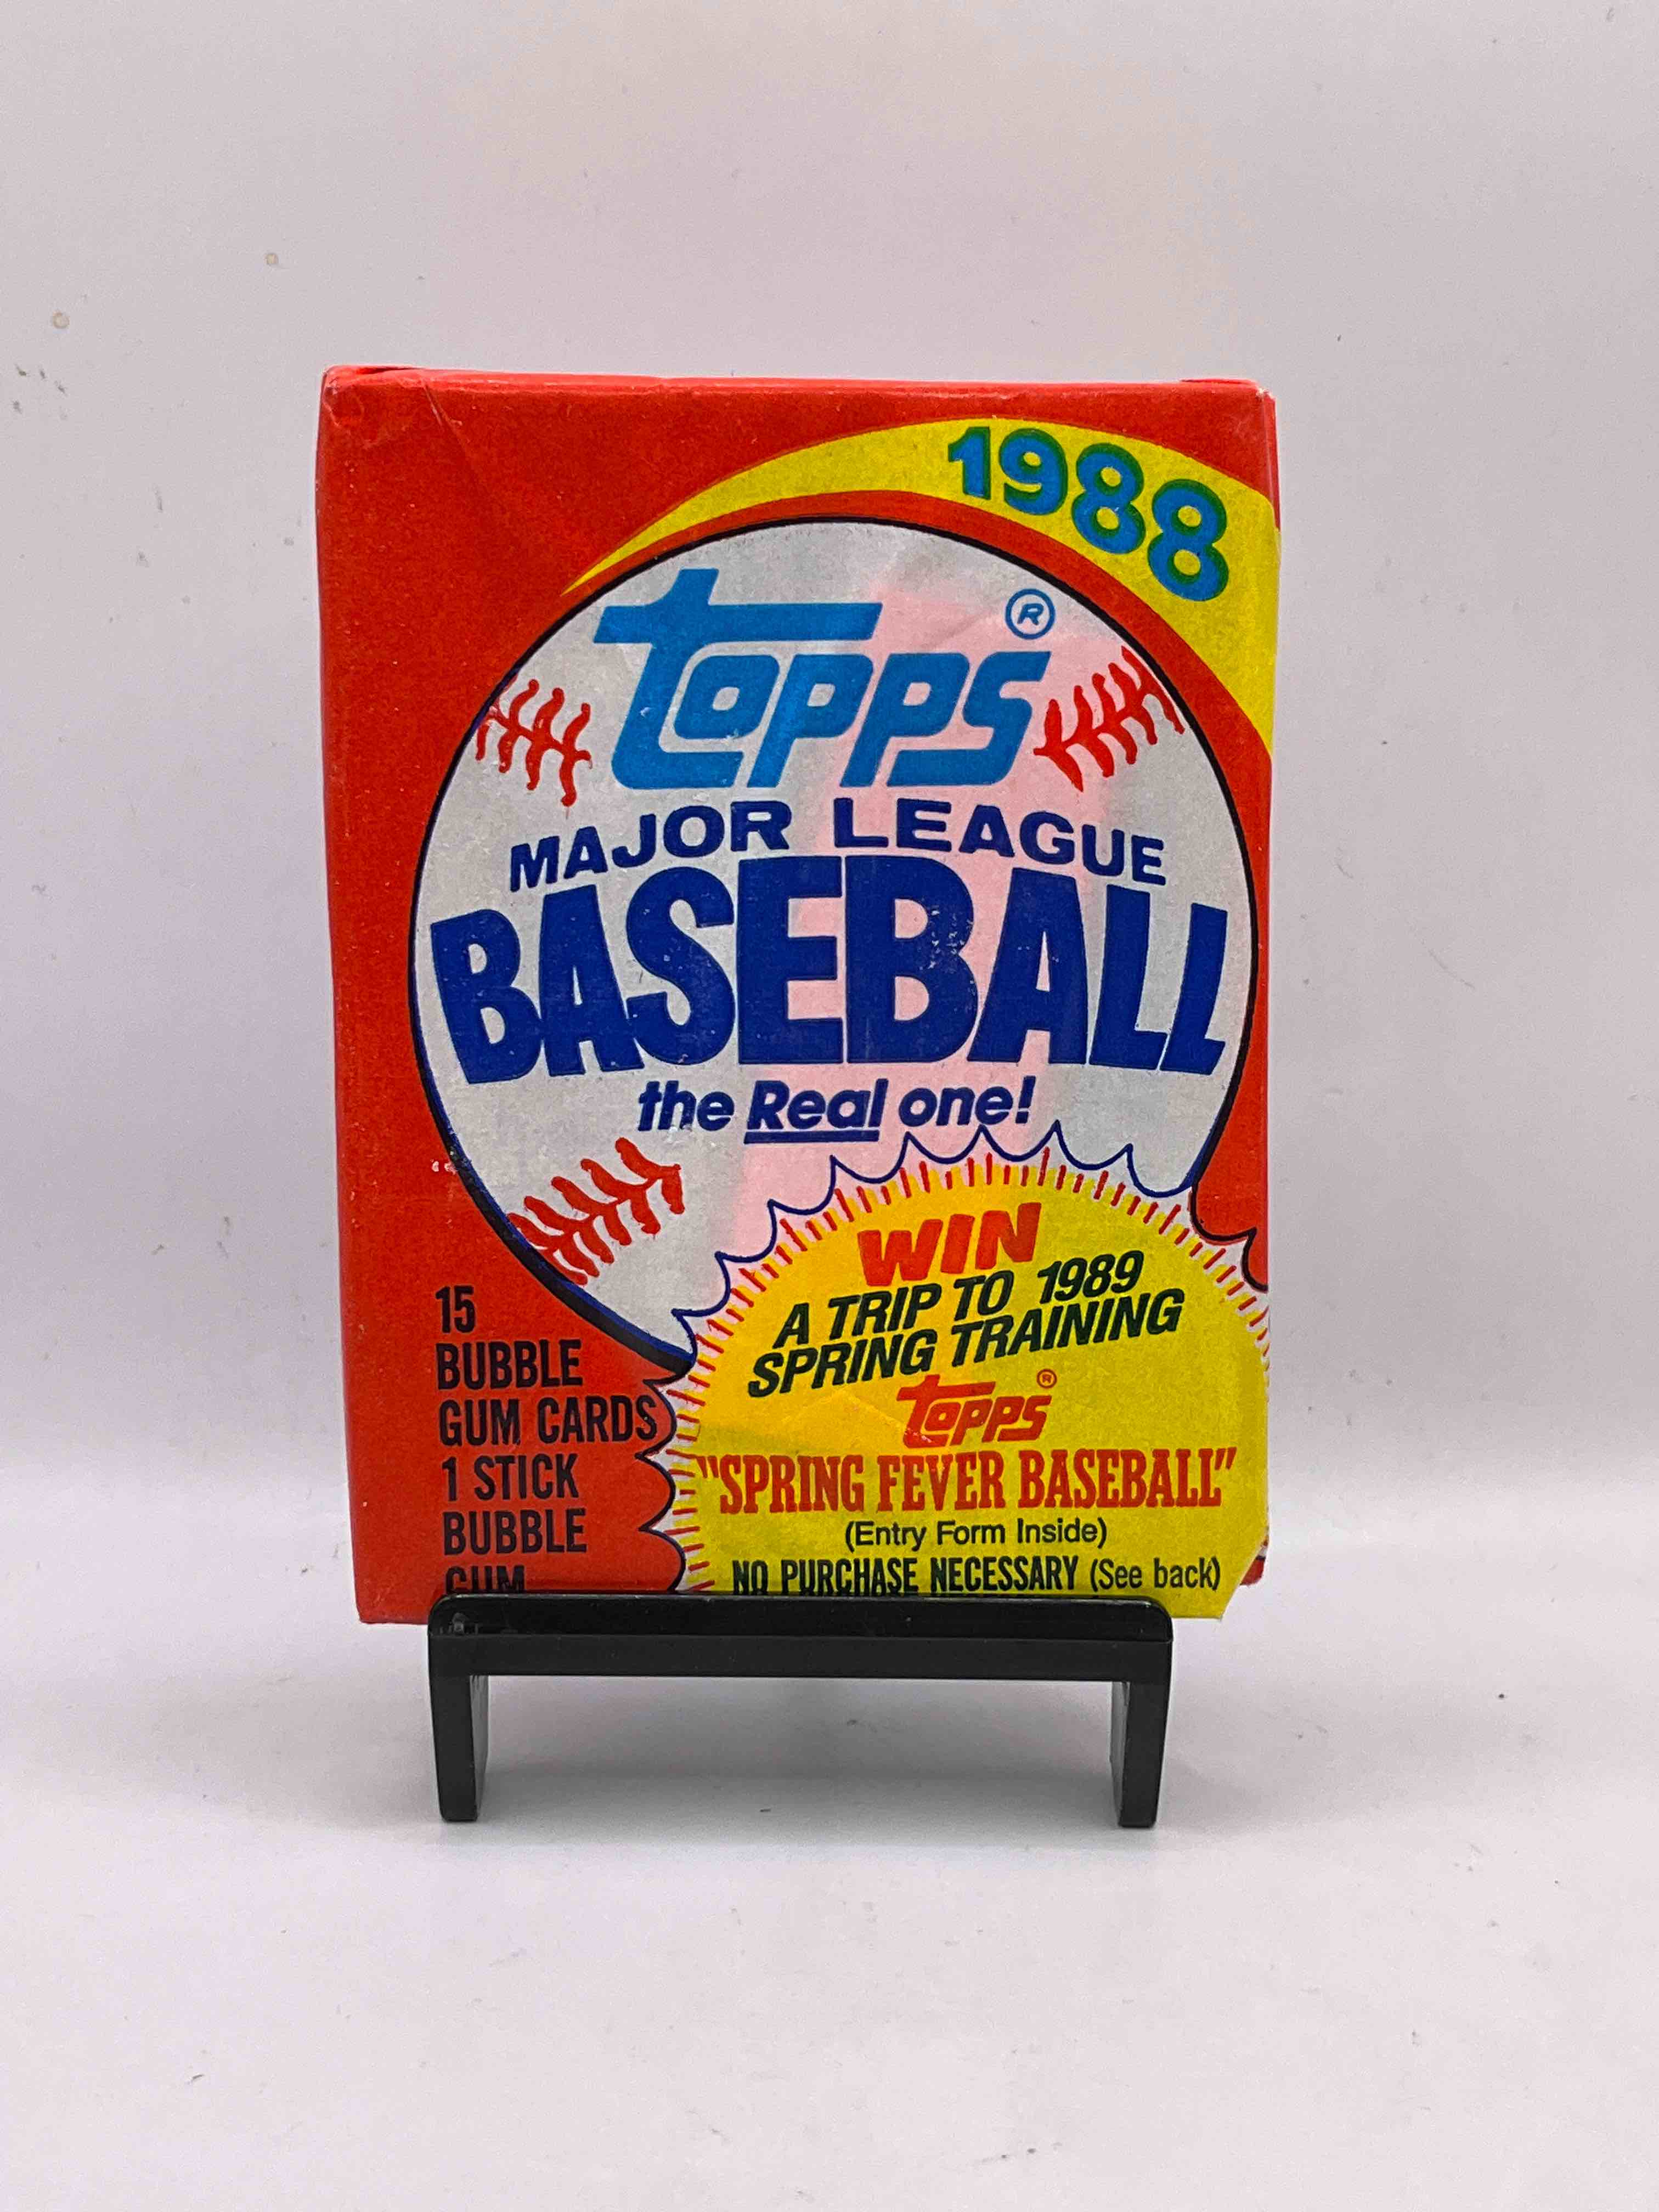 1988
Topps®
MAJOR LEAGUE
BASEBALL
the Real one!
15
BUBBLE
GUM CARDS
1 STICK
BUBBLE
GUM
WIN
A TRIP TO 1989
SPRING TRAINING
Topps®
"SPRING FEVER BASEBALL"
(Entry Form Inside)
NO PURCHASE NECESSARY (See back)